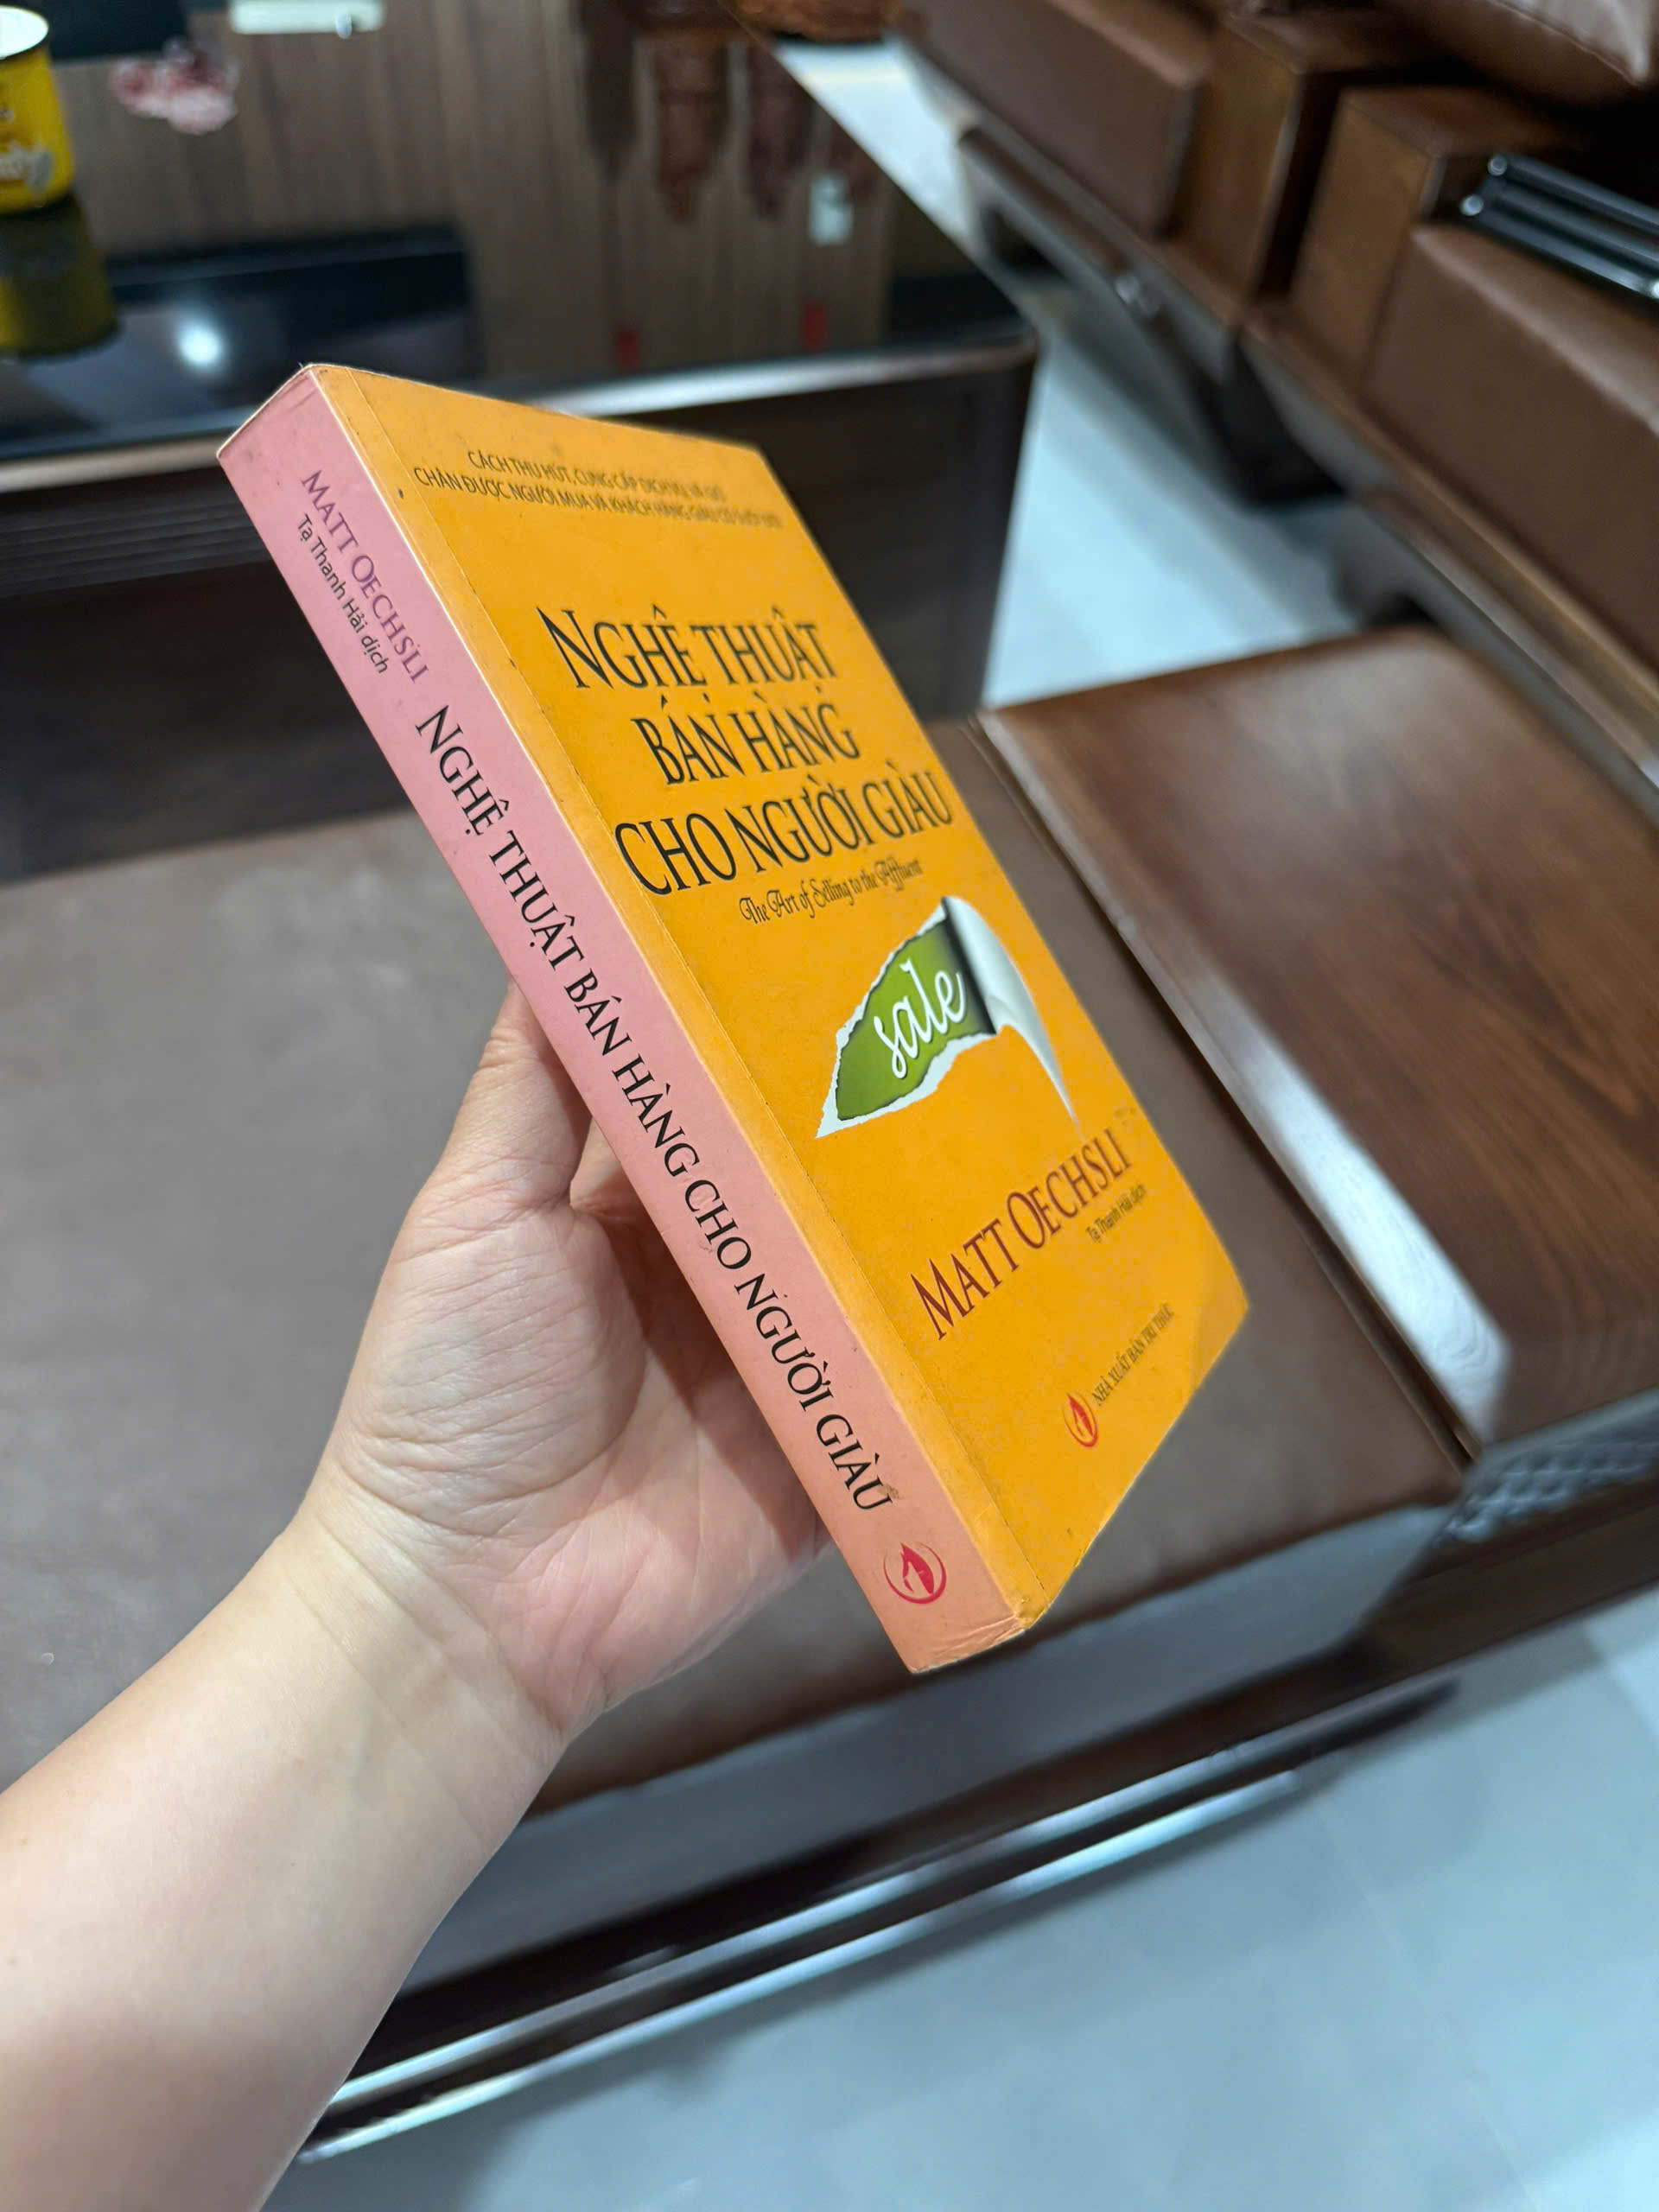 CÁCH THU HÚT, CUNG CẤP DỊCH VỤ VÀ GIỮ
CHÂN ĐƯỢC NGƯỜI MUA VÀ KHÁCH HÀNG GIÀU CÓ SUỐT ĐỜI
NGHỆ THUẬT
BÁN HÀNG
CHO NGƯỜI GIÀU
The Art of Selling to the Affluent
sale
MATT OECHSLI
Tạ Thanh Hải dịch
NHÀ XUẤT BẢN TRI THỨC
MATT OECHSLI
Tạ Thanh Hải dịch
NGHỆ THUẬT BÁN HÀNG CHO NGƯỜI GIÀU